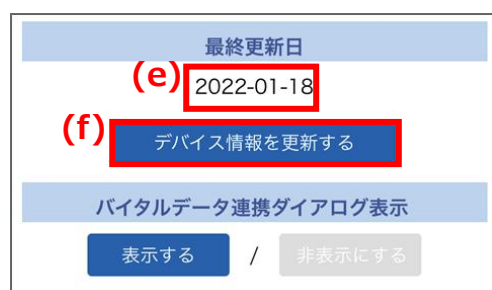 最終更新日
(e) 2022-01-18
(f) デバイス情報を更新する
バイタルデータ連携ダイアログ表示
表示する / 非表示にする